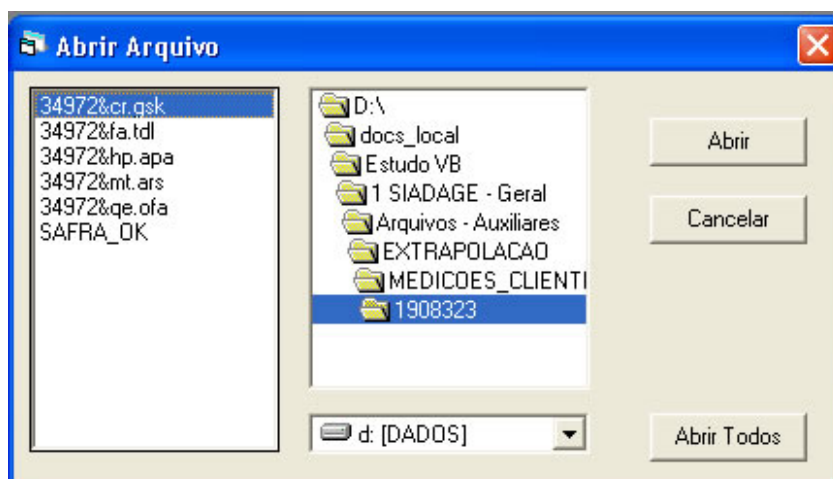 Abrir Arquivo
34972&cr.gsk
34972&fa.tdl
34972&hp.apa
34972&mt.ars
34972&qe.ofa
SAFRA_OK
D:\
docs_local
Estudo VB
1 SIADAGE - Geral
Arquivos - Auxiliares
EXTRAPOLACAO
MEDICOES_CLIENTI
1908323
d: [DADOS]
Abrir
Cancelar
Abrir Todos